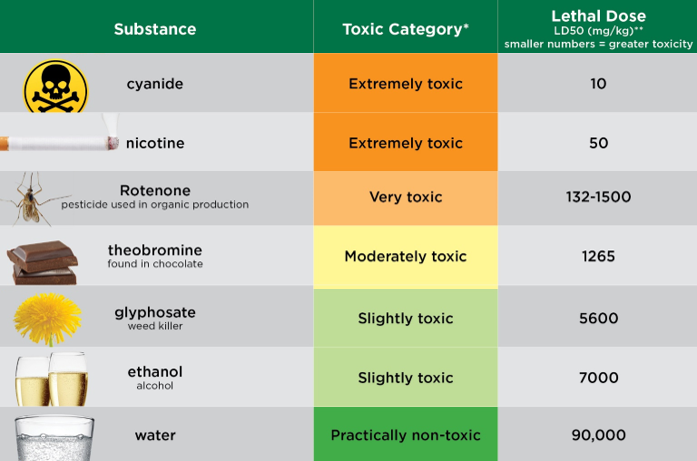 Substance
Toxic Category*
Lethal Dose
LD50 (mg/kg)**
smaller numbers = greater toxicity
cyanide
Extremely toxic
10
nicotine
Extremely toxic
50
Rotenone
pesticide used in organic production
Very toxic
132-1500
theobromine
found in chocolate
Moderately toxic
1265
glyphosate
weed killer
Slightly toxic
5600
ethanol
alcohol
Slightly toxic
7000
water
Practically non-toxic
90,000